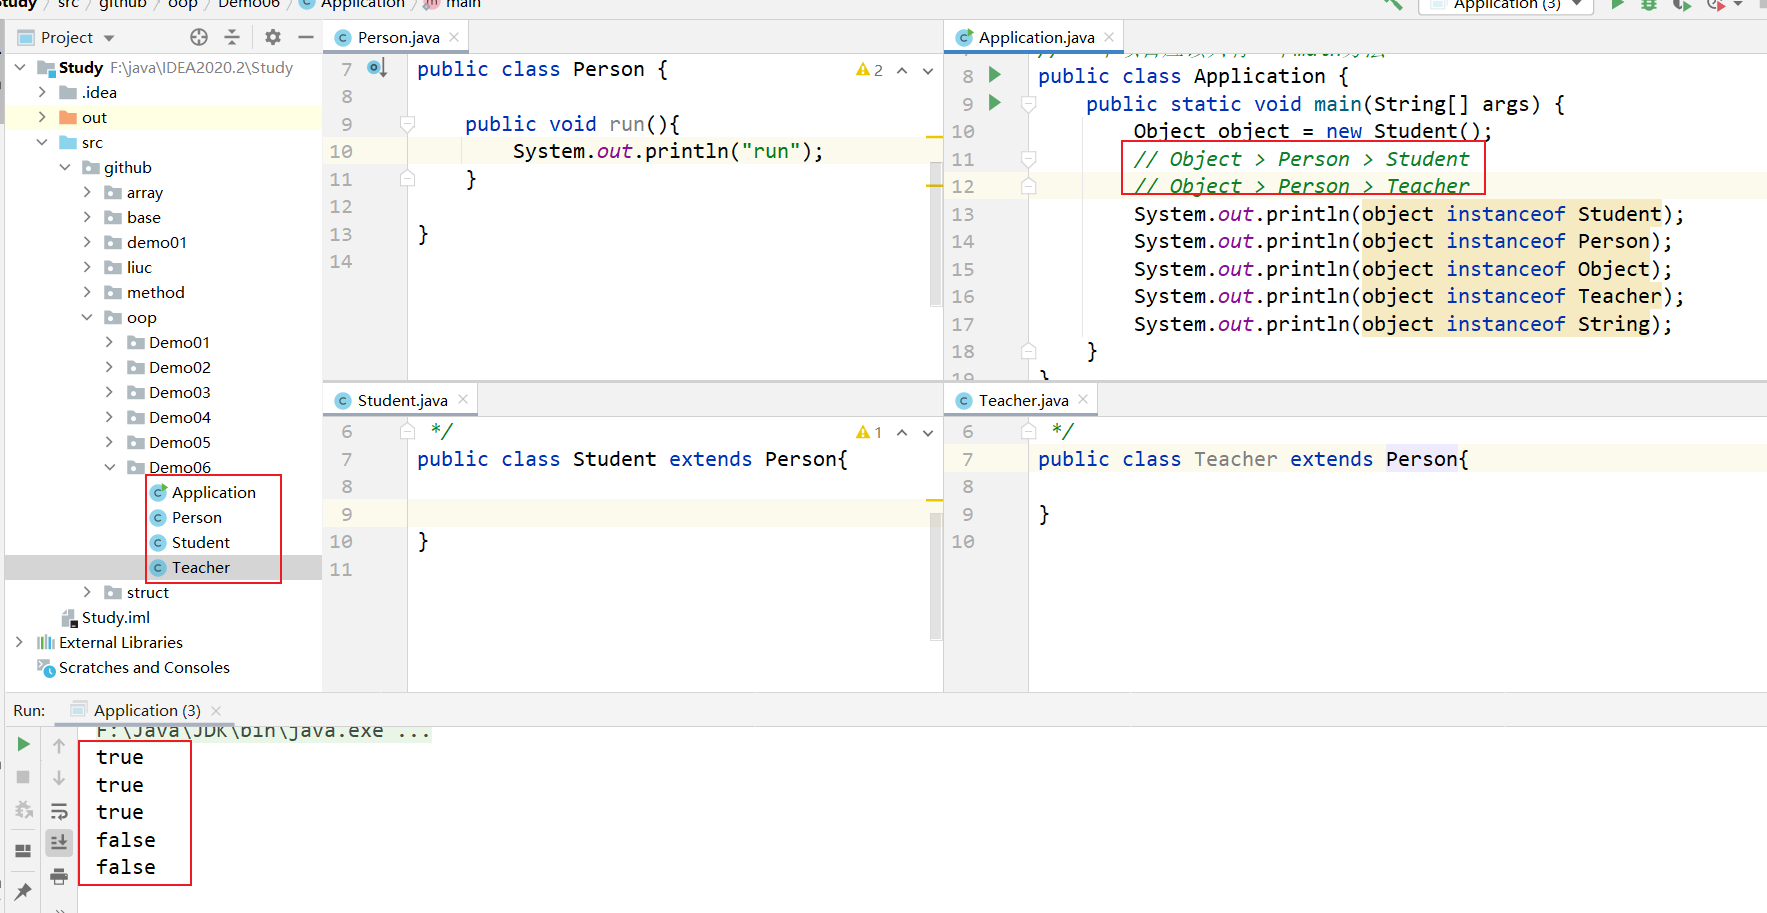 Study > src > github > oop > Demo06 > Application > main
Application (3)
Project
Study F:\java\IDEA2020.2\Study
.idea
out
src
github
array
base
demo01
liuc
method
oop
Demo01
Demo02
Demo03
Demo04
Demo05
Demo06
Application
Person
Student
Teacher
struct
Study.iml
External Libraries
Scratches and Consoles
Person.java
2
7 public class Person {
8
9 public void run(){
10 System.out.println("run");
11 }
12
13 }
14
Application.java
8 public class Application {
9 public static void main(String[] args) {
10 Object object = new Student();
11 // Object > Person > Student
12 // Object > Person > Teacher
13 System.out.println(object instanceof Student);
14 System.out.println(object instanceof Person);
15 System.out.println(object instanceof Object);
16 System.out.println(object instanceof Teacher);
17 System.out.println(object instanceof String);
18 }
19 }
Student.java
1
6 */
7 public class Student extends Person{
8
9
10 }
11
Teacher.java
6 */
7 public class Teacher extends Person{
8
9 }
10
Run: Application (3)
F:\Java\JDK\bin\java.exe ...
true
true
true
false
false